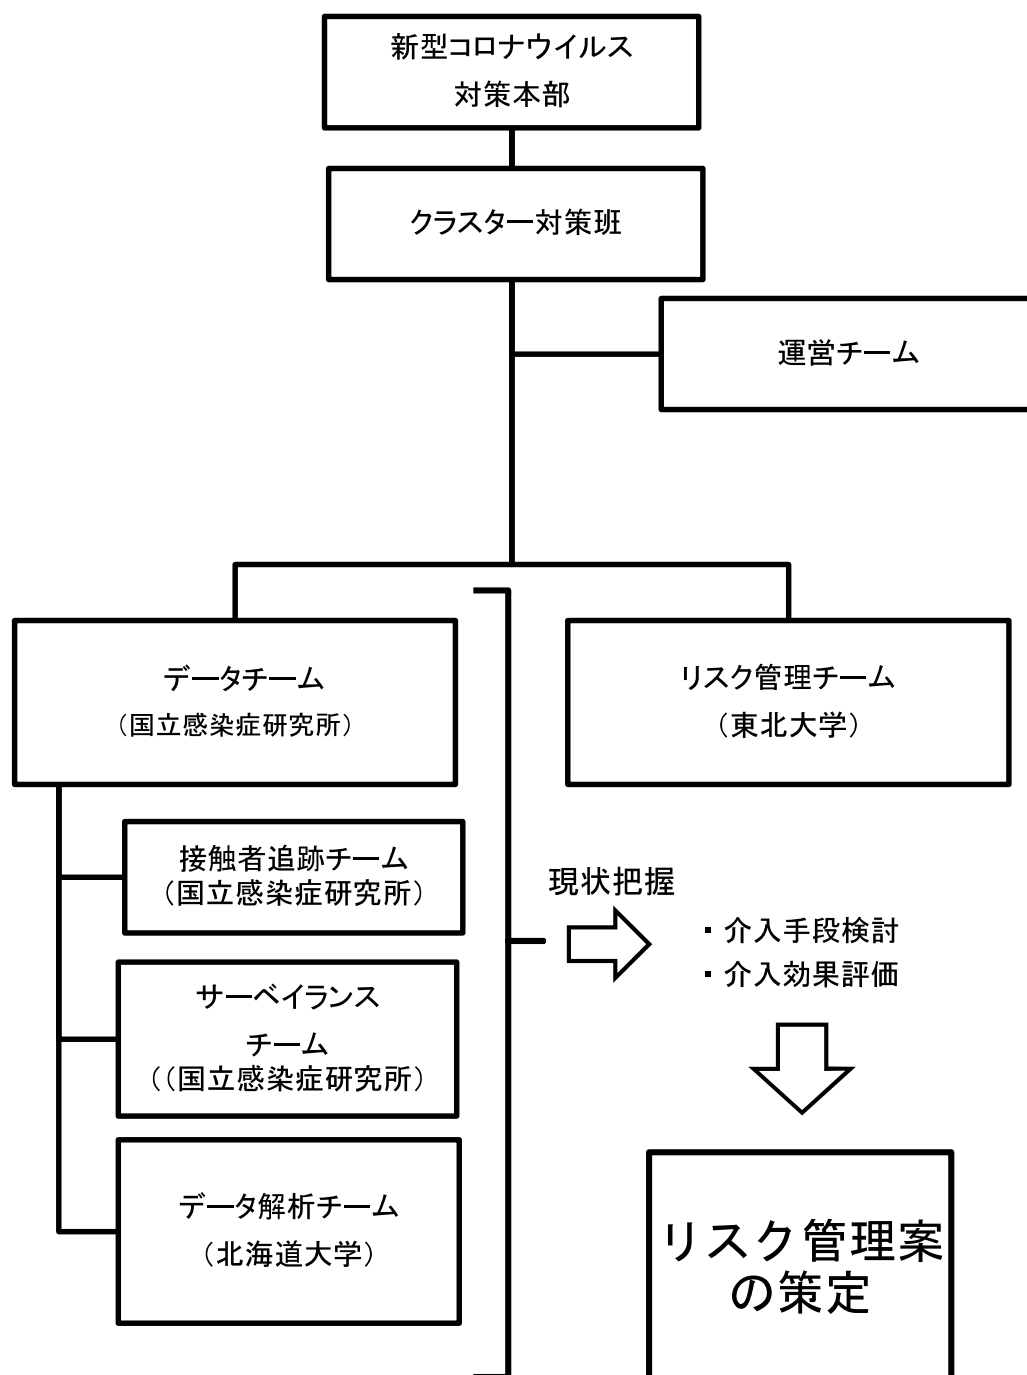 新型コロナウイルス
対策本部
クラスター対策班
運営チーム
データチーム
（国立感染症研究所）
リスク管理チーム
（東北大学）
接触者追跡チーム
（国立感染症研究所）
サーベイランス
チーム
（（国立感染症研究所）
データ解析チーム
（北海道大学）
現状把握
・介入手段検討
・介入効果評価
リスク管理案
の策定